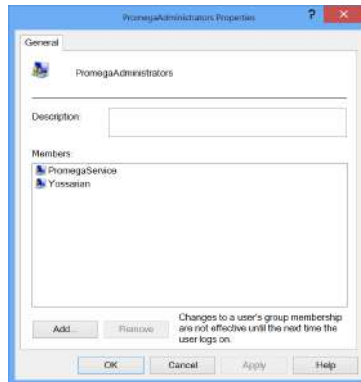 PromegaAdministrators Properties
?
×
General
PromegaAdministrators
Description:
Members:
PromegaService
Yossarian
Add...
Remove
Changes to a user's group membership
are not effective until the next time the
user logs on.
OK
Cancel
Apply
Help